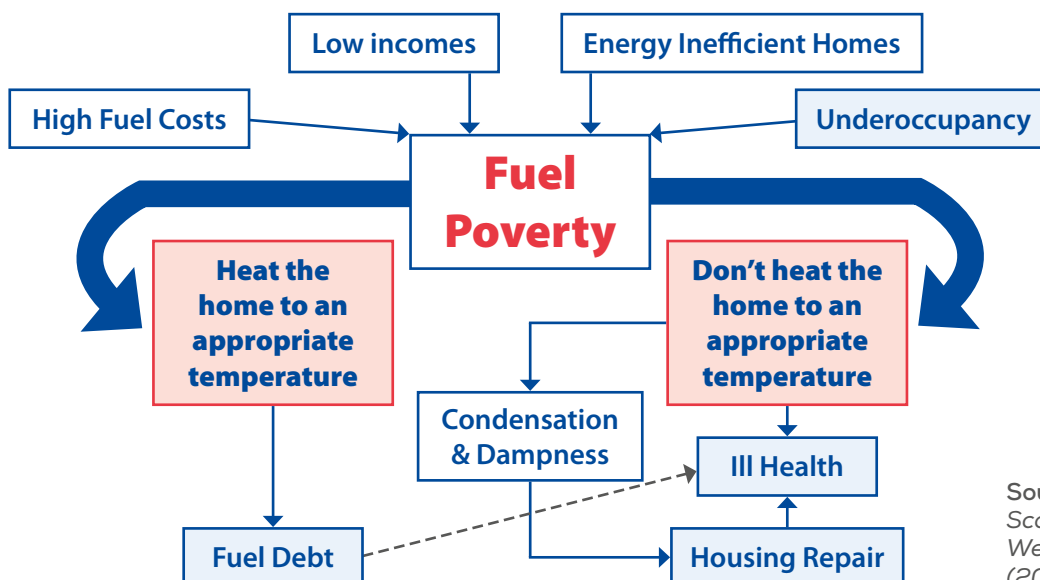 Low incomes
Energy Inefficient Homes
High Fuel Costs
Underoccupancy
Fuel
Poverty
Heat the
home to an
appropriate
temperature
Don't heat the
home to an
appropriate
temperature
Condensation
& Dampness
Ill Health
Fuel Debt
Housing Repair